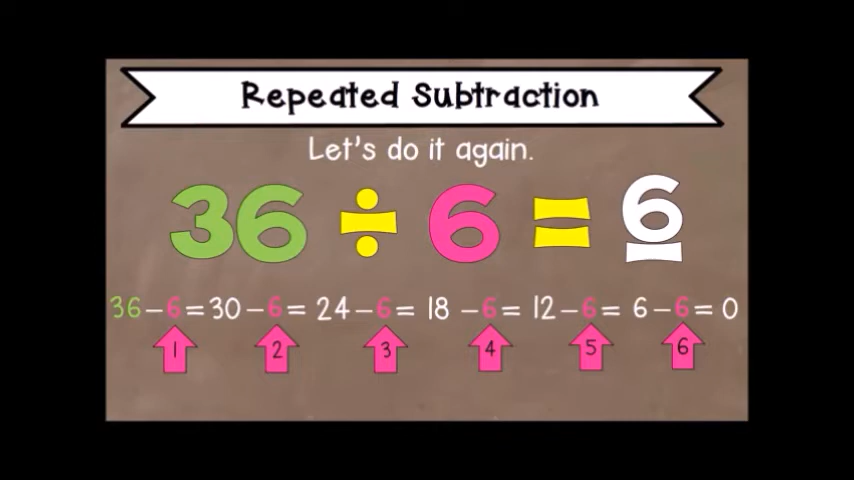 Repeated Subtraction
Let's do it again.
36 ÷ 6 = 6
36 – 6 = 30 – 6 = 24 – 6 = 18 – 6 = 12 – 6 = 6 – 6 = 0
1 2 3 4 5 6